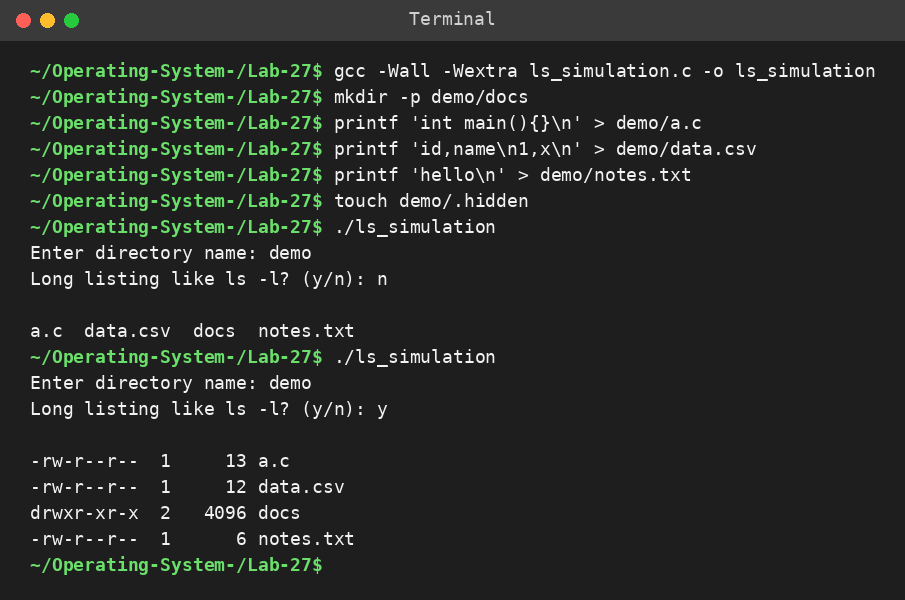 Terminal
~/Operating-System-/Lab-27$ gcc -Wall -Wextra ls_simulation.c -o ls_simulation
~/Operating-System-/Lab-27$ mkdir -p demo/docs
~/Operating-System-/Lab-27$ printf 'int main(){}\n' > demo/a.c
~/Operating-System-/Lab-27$ printf 'id,name\n1,x\n' > demo/data.csv
~/Operating-System-/Lab-27$ printf 'hello\n' > demo/notes.txt
~/Operating-System-/Lab-27$ touch demo/.hidden
~/Operating-System-/Lab-27$ ./ls_simulation
Enter directory name: demo
Long listing like ls -l? (y/n): n

a.c  data.csv  docs  notes.txt
~/Operating-System-/Lab-27$ ./ls_simulation
Enter directory name: demo
Long listing like ls -l? (y/n): y

-rw-r--r--  1     13 a.c
-rw-r--r--  1     12 data.csv
drwxr-xr-x  2   4096 docs
-rw-r--r--  1      6 notes.txt
~/Operating-System-/Lab-27$